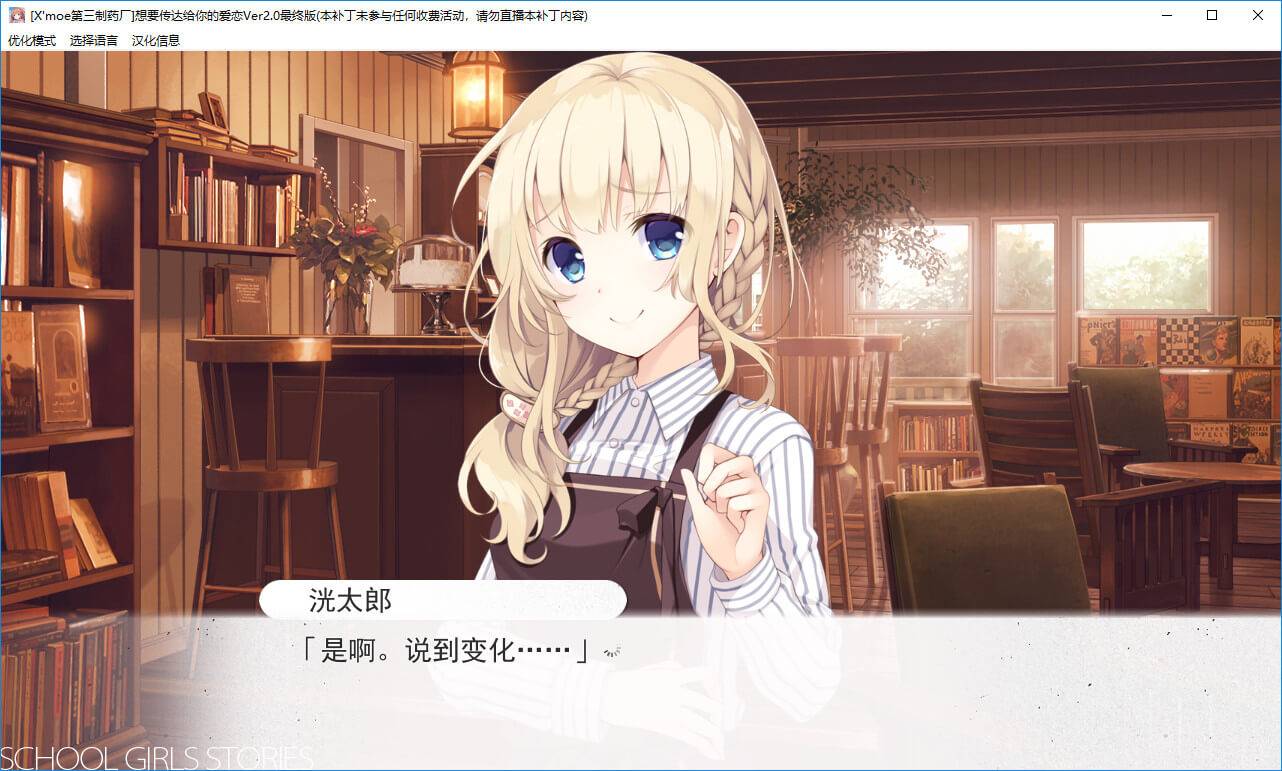 [X'moe第三制药厂]想要传达给你的爱恋Ver2.0最终版(本补丁未参与任何收费活动，请勿直播本补丁内容)
优化模式 选择语言 汉化信息
洸太郎
「是啊。说到变化……」
SCHOOL GIRLS STORIES